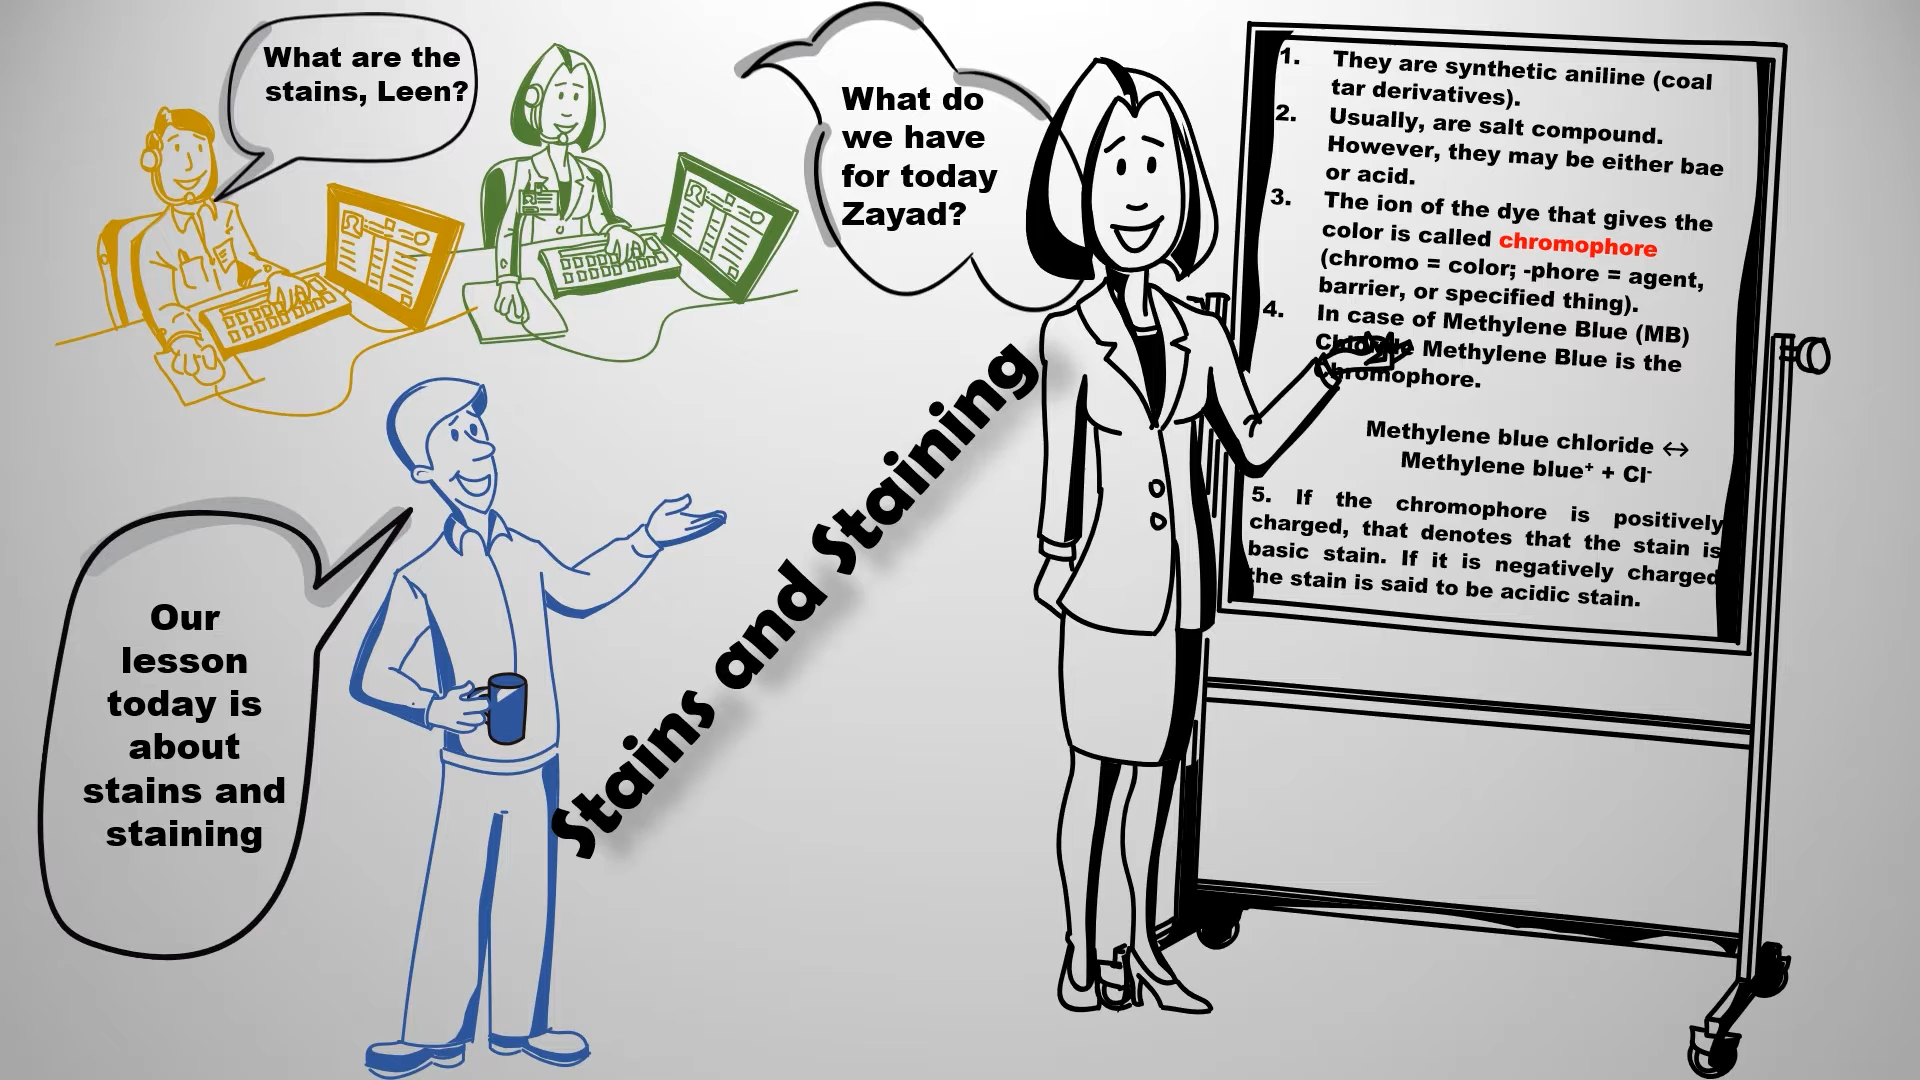 What are the
stains, Leen?
What do
we have
for today
Zayad?
Our
lesson
today is
about
stains and
staining
Stains and Staining
1. They are synthetic aniline (coal
tar derivatives).
2. Usually, are salt compound.
However, they may be either bae
or acid.
3. The ion of the dye that gives the
color is called chromophore
(chromo = color; -phore = agent,
barrier, or specified thing).
4. In case of Methylene Blue (MB)
Methylene Blue is the
Chromophore.
Methylene blue chloride ↔
Methylene blue⁺ + Cl⁻
5. If the chromophore is positively
charged, that denotes that the stain is
basic stain. If it is negatively charged
the stain is said to be acidic stain.